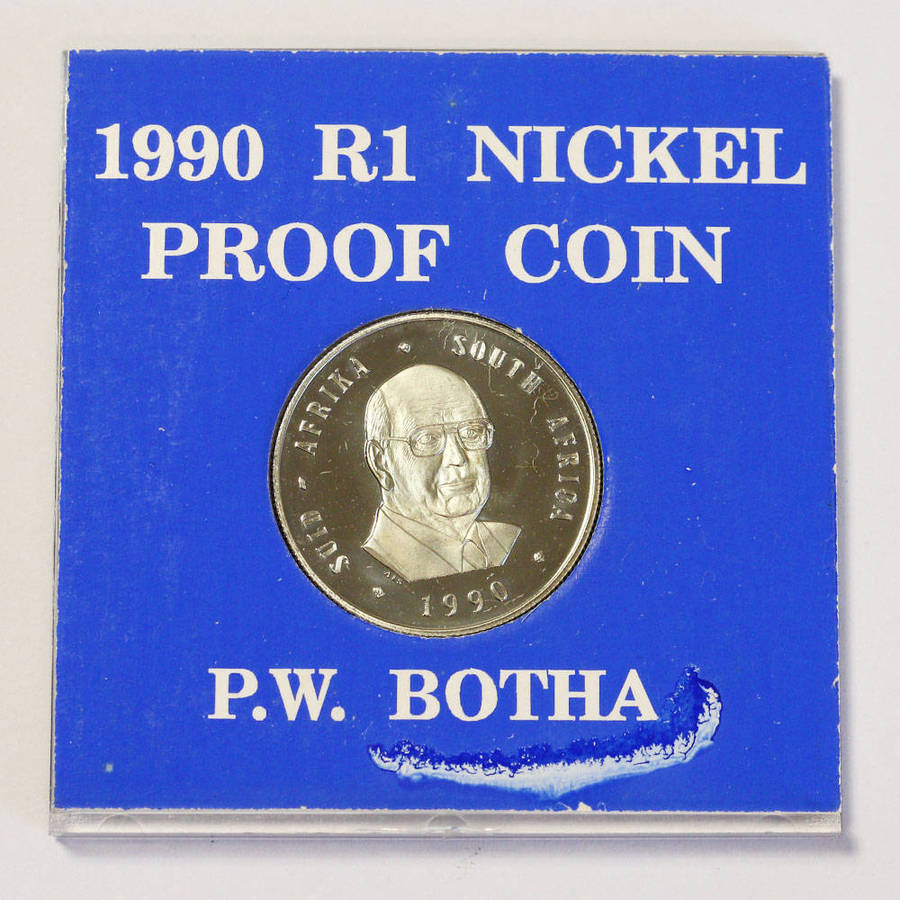 1990 R1 NICKEL
PROOF COIN
SUID-AFRIKA SOUTH AFRICA
1990
P.W. BOTHA